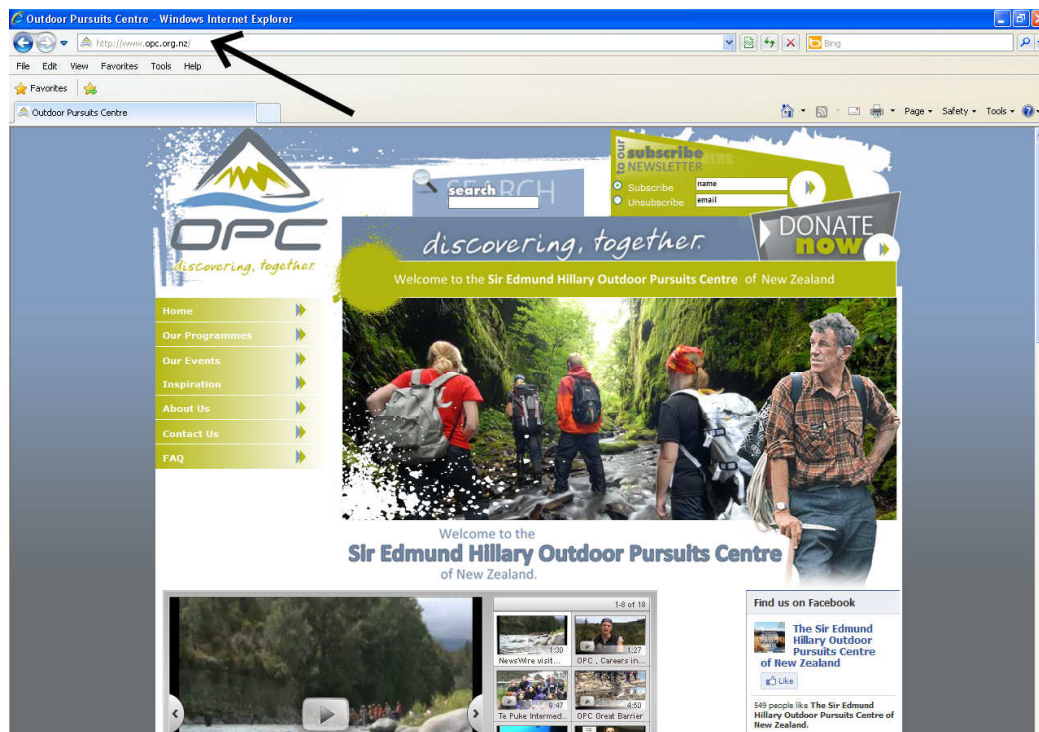 Outdoor Pursuits Centre - Windows Internet Explorer
http://www.opc.org.nz/
Bing
File Edit View Favorites Tools Help
Favorites
Outdoor Pursuits Centre
Page Safety Tools
to our
subscribe
NEWSLETTER
Subscribe
name
Unsubscribe
email
search
SEARCH
OPC
discovering, together.
discovering, together.
DONATE
now
Welcome to the Sir Edmund Hillary Outdoor Pursuits Centre of New Zealand
Home
Our Programmes
Our Events
Inspiration
About Us
Contact Us
FAQ
Welcome to the
Sir Edmund Hillary Outdoor Pursuits Centre
of New Zealand.
1-8 of 18
1:30
NewsWire visit...
1:27
OPC , Careers in...
9:47
Te Puke Intermed..
4:50
OPC Great Barrier
Find us on Facebook
The Sir Edmund
Hillary Outdoor
Pursuits Centre
of New Zealand
Like
549 people like The Sir Edmund
Hillary Outdoor Pursuits Centre of
New Zealand.